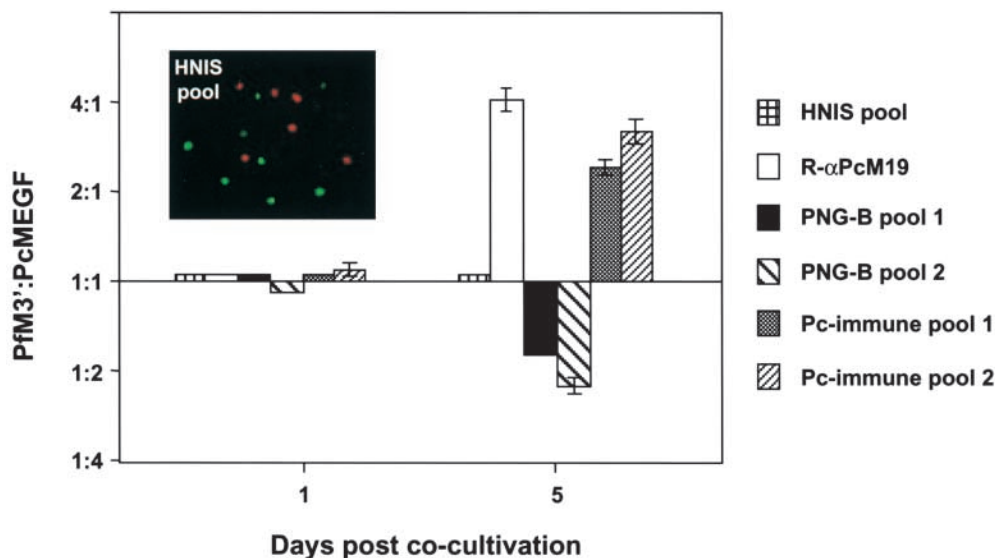 HNIS
pool
4:1
2:1
1:1
1:2
1:4
PfM3':PcMEGF
1
5
Days post co-cultivation
HNIS pool
R-αPcM19
PNG-B pool 1
PNG-B pool 2
Pc-immune pool 1
Pc-immune pool 2